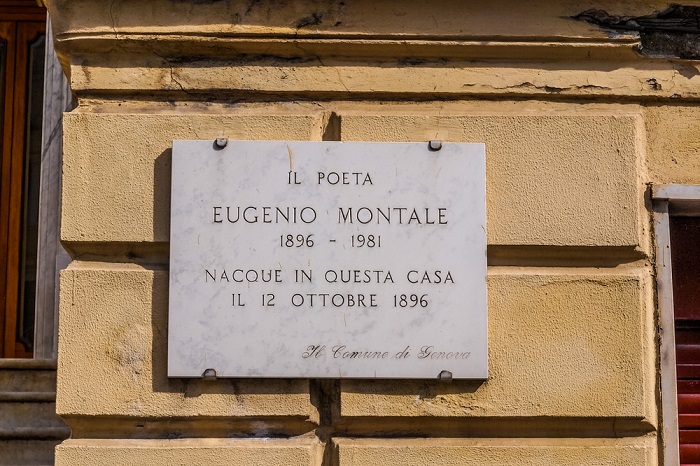 IL POETA
EUGENIO MONTALE
1896 - 1981
NACQUE IN QUESTA CASA
IL 12 OTTOBRE 1896
Il Comune di Genova